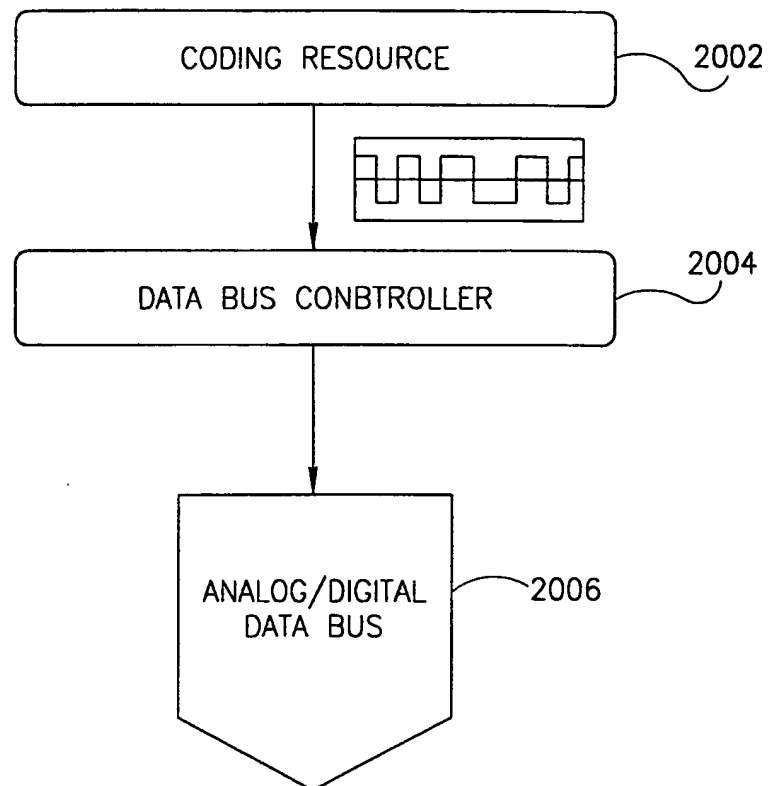 CODING RESOURCE
2002
2004
DATA BUS CONBTROLLER
ANALOG/DIGITAL
DATA BUS
2006